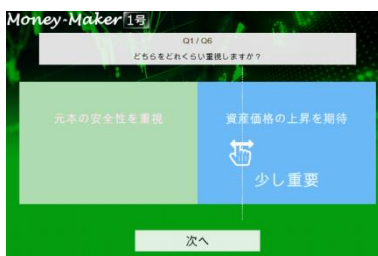 Money-Maker 1号
Q1 / Q6
どちらをどれくらい重視しますか？
元本の安全性を重視
資産価格の上昇を期待
少し重要
次へ